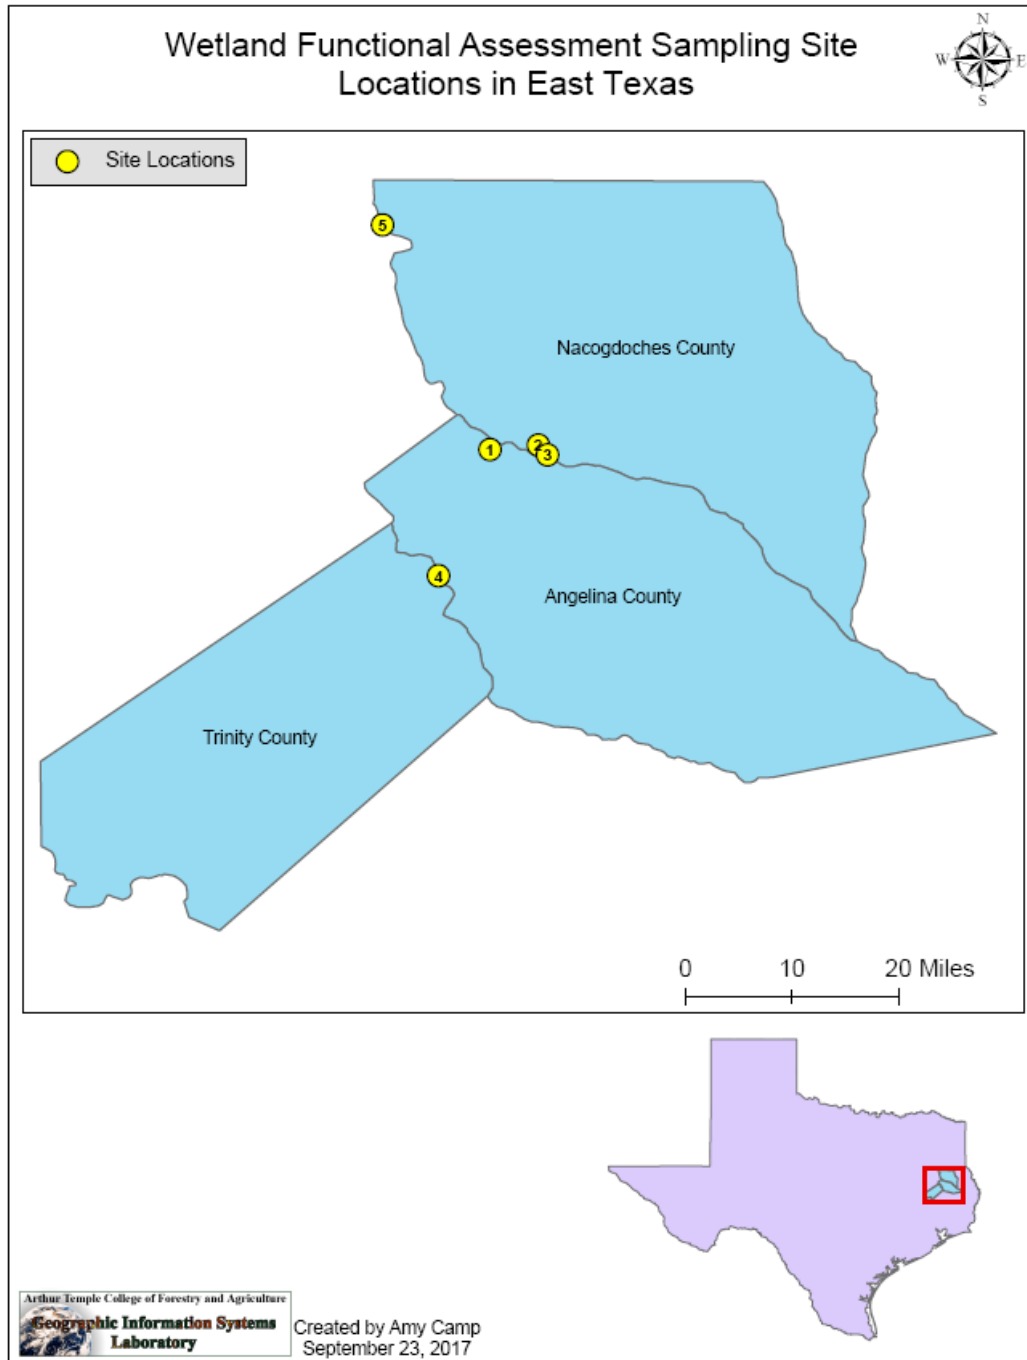 Wetland Functional Assessment Sampling Site
Locations in East Texas
N
W E
S
Site Locations
5
Nacogdoches County
1
2
3
4
Angelina County
Trinity County
0 10 20 Miles
Arthur Temple College of Forestry and Agriculture
Geographic Information Systems
Laboratory
Created by Amy Camp
September 23, 2017